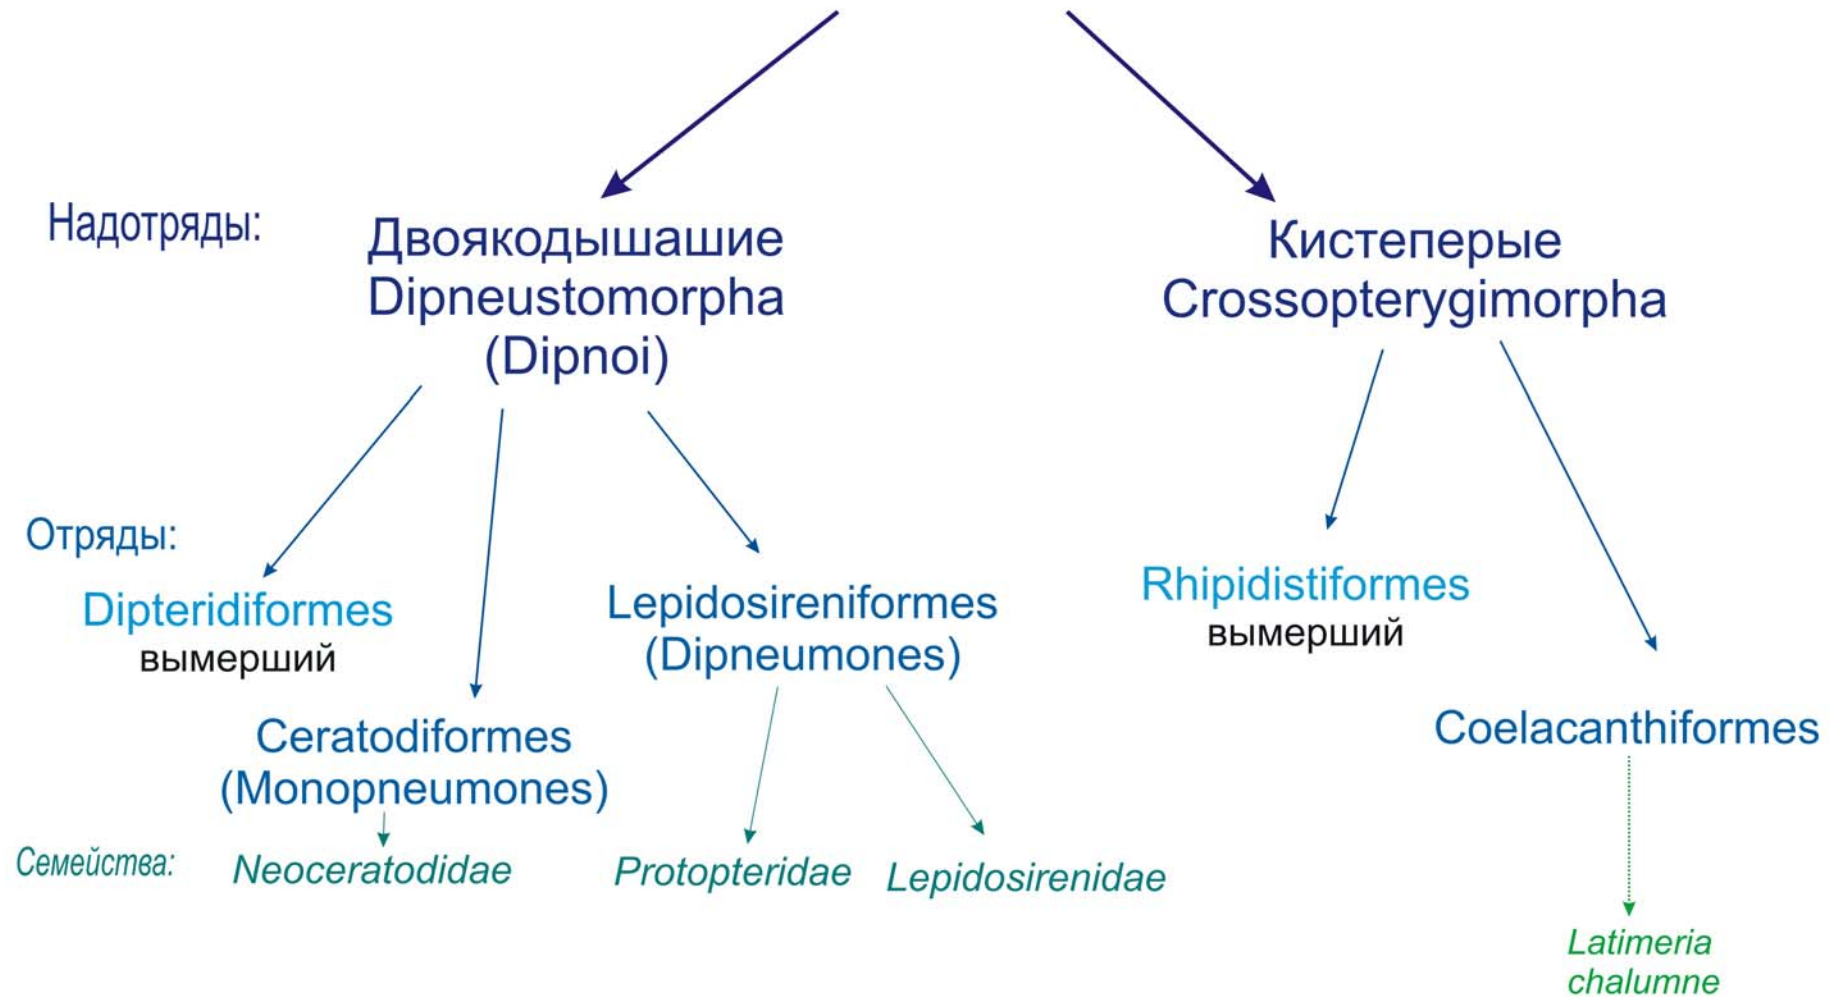 Надотряды:
Двоякодышашие
Dipneustomorpha
(Dipnoi)
Кистеперые
Crossopterygimorpha
Отряды:
Dipteridiformes
вымерший
Ceratodiformes
(Monopneumones)
Lepidosireniformes
(Dipneumones)
Rhipidistiformes
вымерший
Coelacanthiformes
Семейства:
Neoceratodidae
Protopteridae
Lepidosirenidae
Latimeria
chalumne